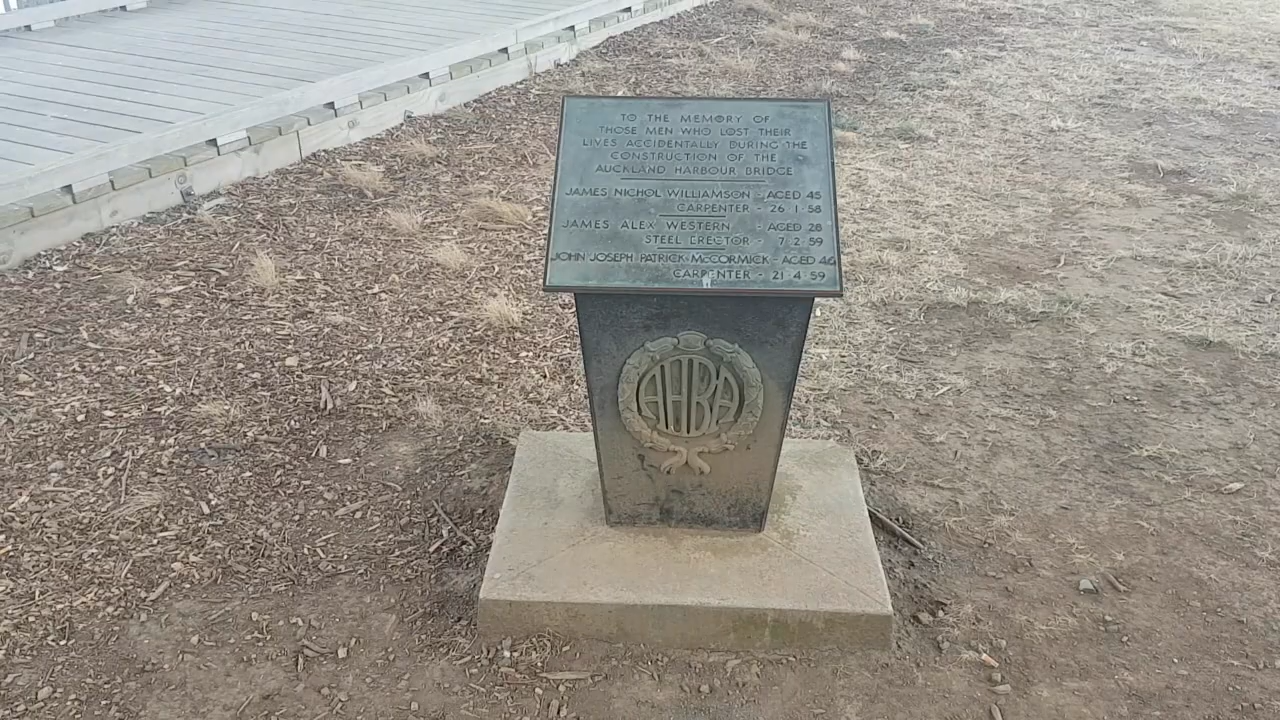 TO THE MEMORY OF
THOSE MEN WHO LOST THEIR
LIVES ACCIDENTALLY DURING THE
CONSTRUCTION OF THE
AUCKLAND HARBOUR BRIDGE
JAMES NICHOL WILLIAMSON - AGED 45
CARPENTER - 26·1·58
JAMES ALEX WESTERN - AGED 28
STEEL ERECTOR - 7·2·59
JOHN JOSEPH PATRICK McCORMICK - AGED 46
CARPENTER - 21·4·59
AHBA